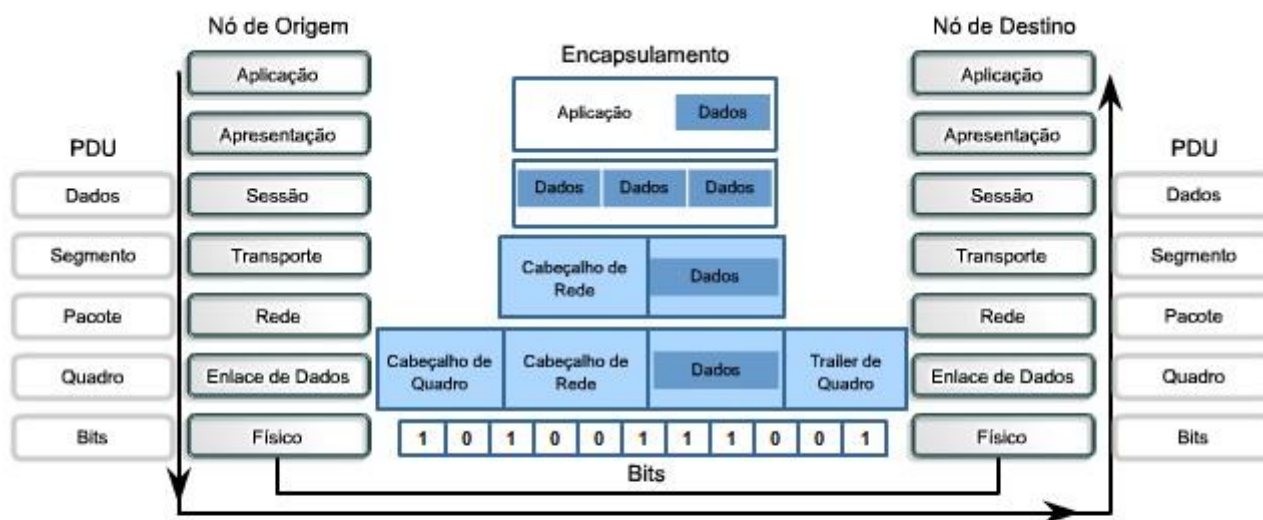 Nó de Origem
Nó de Destino
Encapsulamento
Aplicação
Aplicação
Dados
Aplicação
Apresentação
Apresentação
PDU
PDU
Dados
Sessão
Dados
Dados
Dados
Sessão
Dados
Segmento
Transporte
Cabeçalho de
Rede
Dados
Transporte
Segmento
Pacote
Rede
Rede
Pacote
Quadro
Enlace de Dados
Cabeçalho de
Quadro
Cabeçalho de
Rede
Dados
Trailer de
Quadro
Enlace de Dados
Quadro
Bits
Físico
1 0 1 0 0 1 1 1 0 0 1
Físico
Bits
Bits